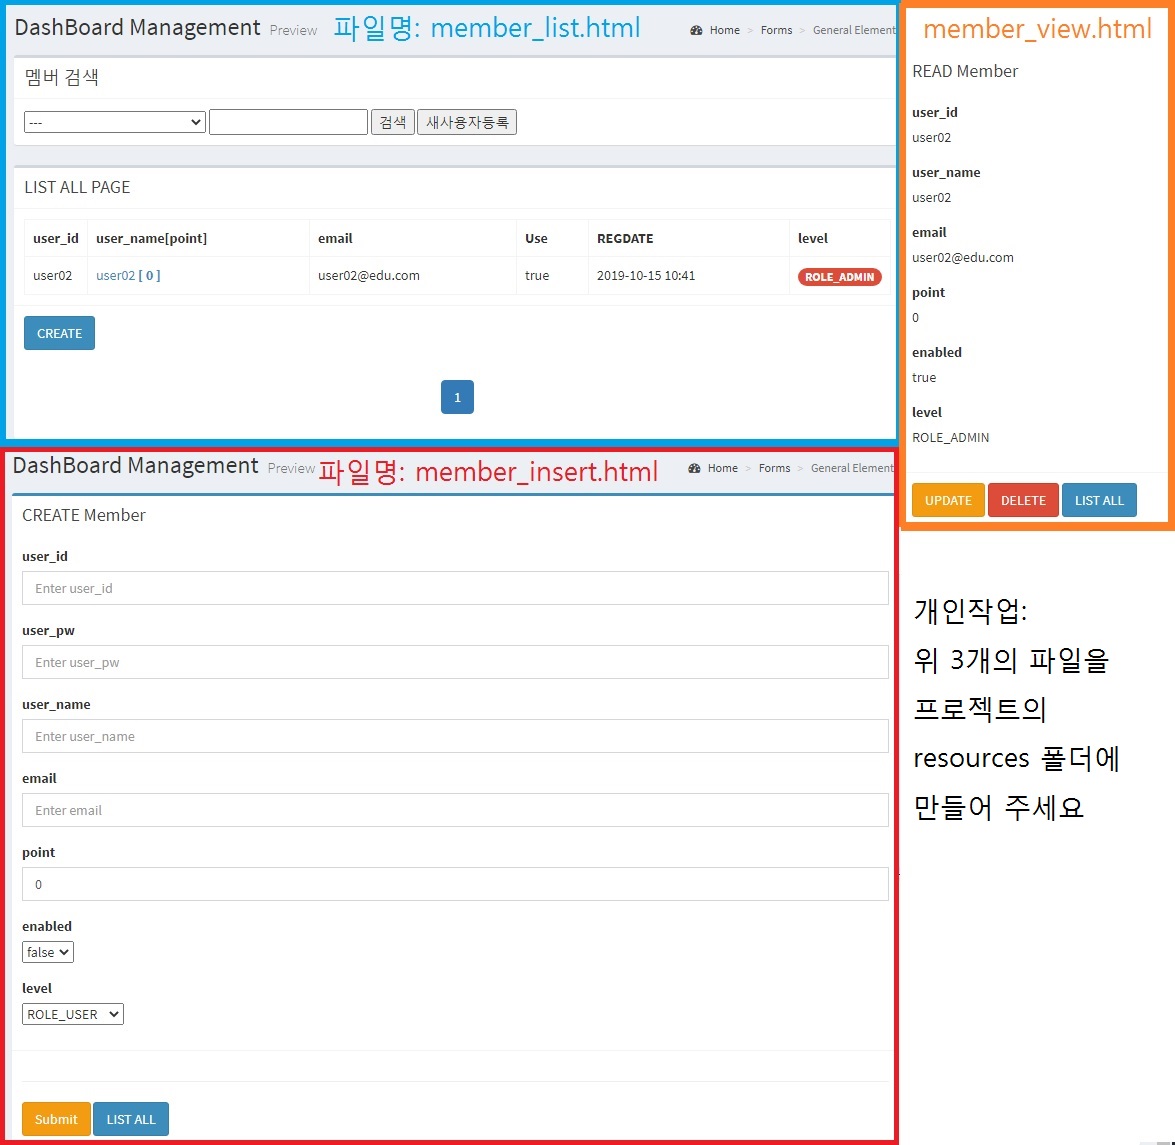 DashBoard Management Preview 파일명: member_list.html Home > Forms > General Element
멤버 검색
--- 검색 새사용자등록
LIST ALL PAGE
user_id user_name[point] email Use REGDATE level
user02 user02 [ 0 ] user02@edu.com true 2019-10-15 10:41 ROLE_ADMIN
CREATE
1
member_view.html
READ Member
user_id
user02
user_name
user02
email
user02@edu.com
point
0
enabled
true
level
ROLE_ADMIN
UPDATE DELETE LIST ALL
DashBoard Management Preview 파일명: member_insert.html Home > Forms > General Element
CREATE Member
user_id
Enter user_id
user_pw
Enter user_pw
user_name
Enter user_name
email
Enter email
point
0
enabled
false
level
ROLE_USER
Submit LIST ALL
개인작업:
위 3개의 파일을
프로젝트의
resources 폴더에
만들어 주세요